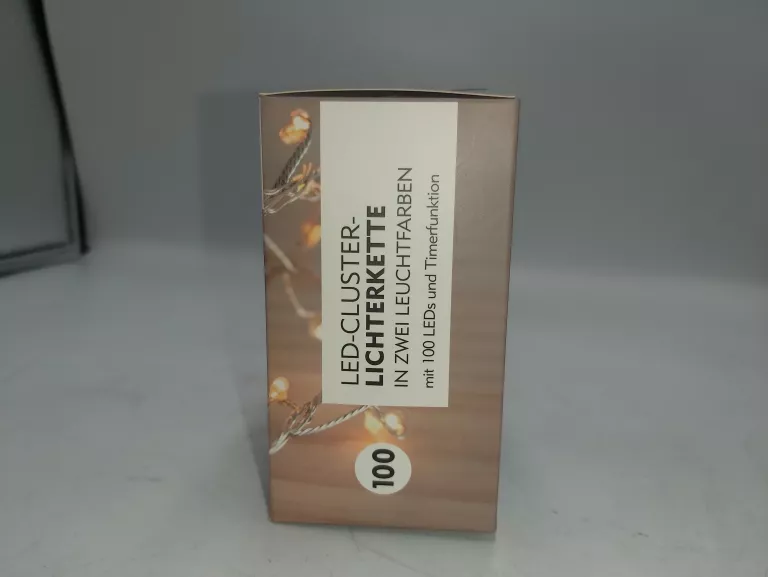 LED-CLUSTER-
LICHTERKETTE
IN ZWEI LEUCHTFARBEN
mit 100 LEDs und Timerfunktion
100